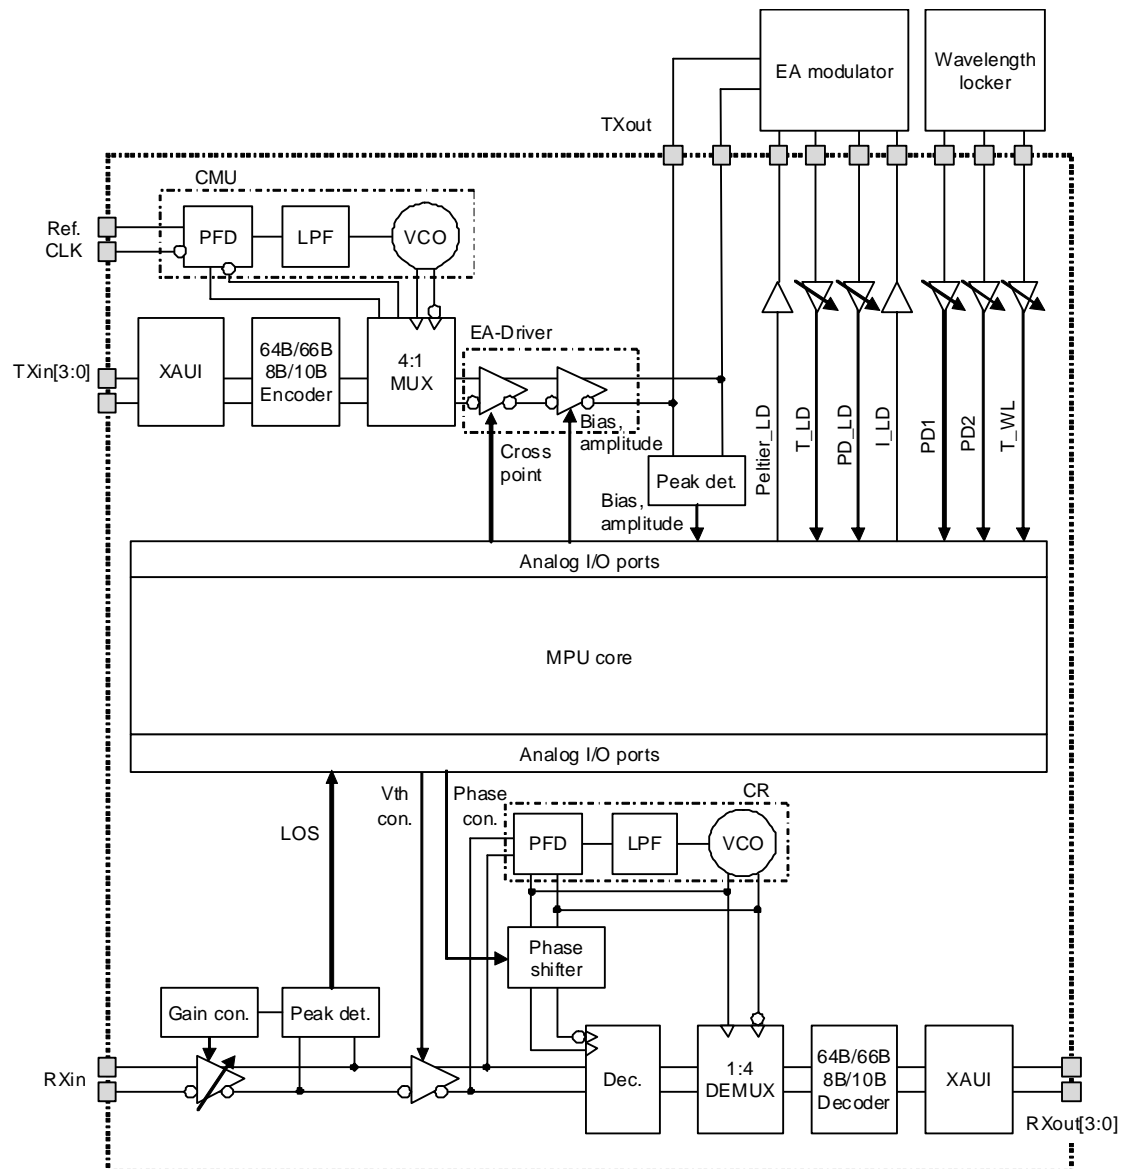 EA modulator
Wavelength
locker
TXout
CMU
Ref.
CLK
PFD
LPF
VCO
EA-Driver
TXin[3:0]
XAUI
64B/66B
8B/10B
Encoder
4:1
MUX
Bias,
amplitude
Cross
point
Peak det.
Bias,
amplitude
Peltier_LD
T_LD
PD_LD
I_LD
PD1
PD2
T_WL
Analog I/O ports
MPU core
Analog I/O ports
LOS
Vth
con.
Phase
con.
CR
PFD
LPF
VCO
Phase
shifter
Gain con.
Peak det.
RXin
Dec.
1:4
DEMUX
64B/66B
8B/10B
Decoder
XAUI
RXout[3:0]